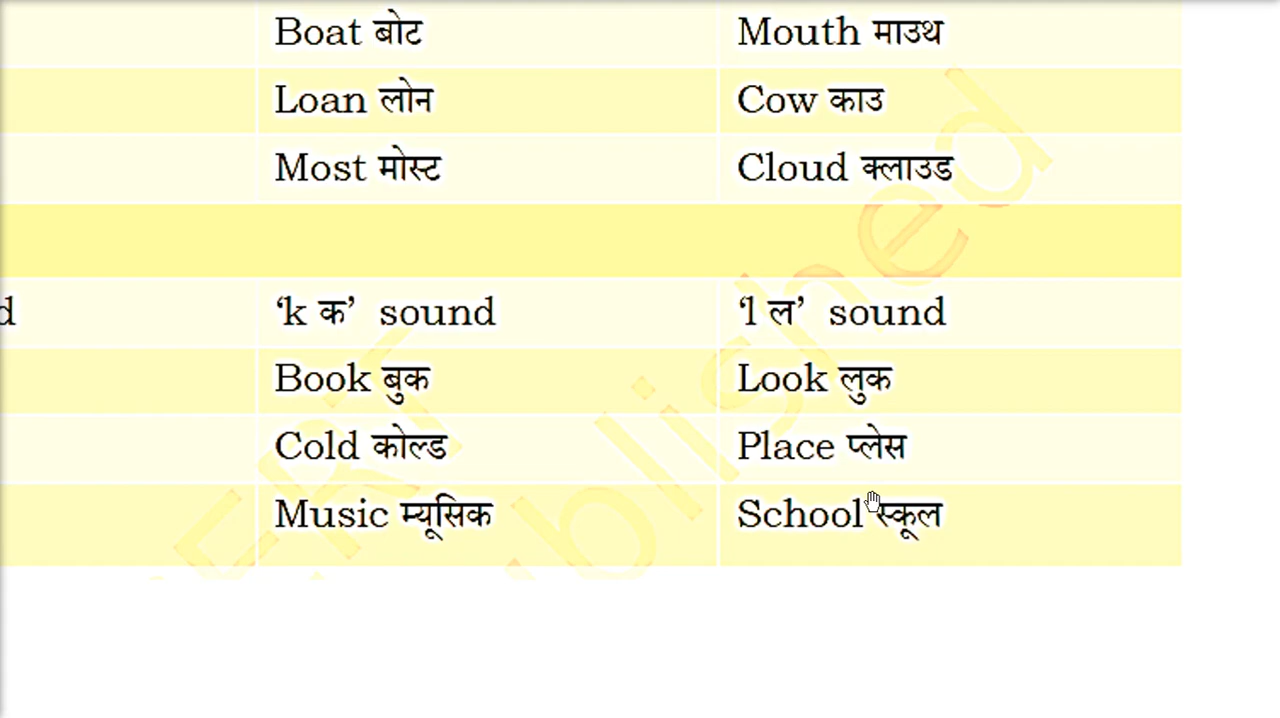 Boat बोट Mouth माउथ
Loan लोन Cow काउ
Most मोस्ट Cloud क्लाउड
‘k क’ sound ‘l ल’ sound
Book बुक Look लुक
Cold कोल्ड Place प्लेस
Music म्यूसिक School स्कूल